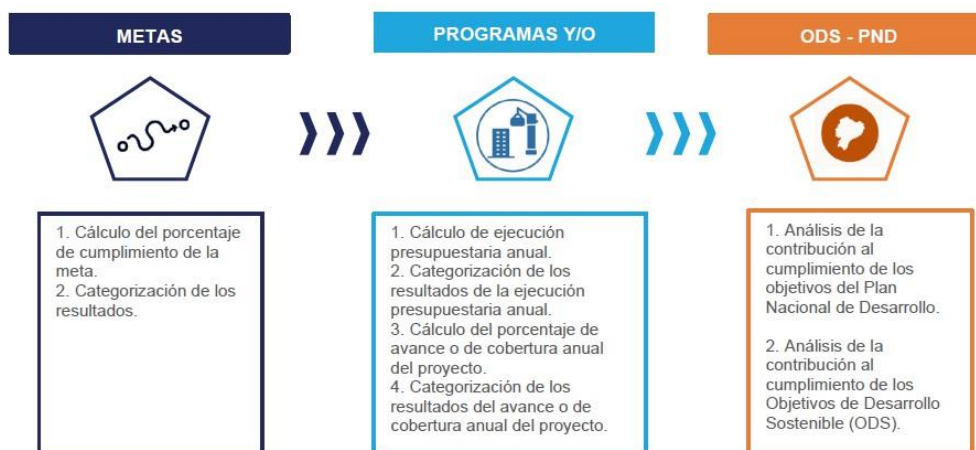 METAS
1. Cálculo del porcentaje
de cumplimiento de la
meta.
2. Categorización de los
resultados.
PROGRAMAS Y/O
1. Cálculo de ejecución
presupuestaria anual.
2. Categorización de los
resultados de la ejecución
presupuestaria anual.
3. Cálculo del porcentaje de
avance o de cobertura anual
del proyecto.
4. Categorización de los
resultados del avance o de
cobertura anual del proyecto.
ODS - PND
1. Análisis de la
contribución al
cumplimiento de los
objetivos del Plan
Nacional de Desarrollo.
2. Análisis de la
contribución al
cumplimiento de los
Objetivos de Desarrollo
Sostenible (ODS).